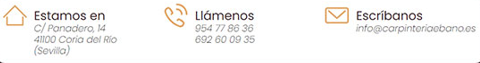 Estamos en
C/ Panadero, 14
41100 Coria del Río
(Sevilla)
Llámenos
954 77 86 36
692 60 09 35
Escríbanos
info@carpinteriaebano.es